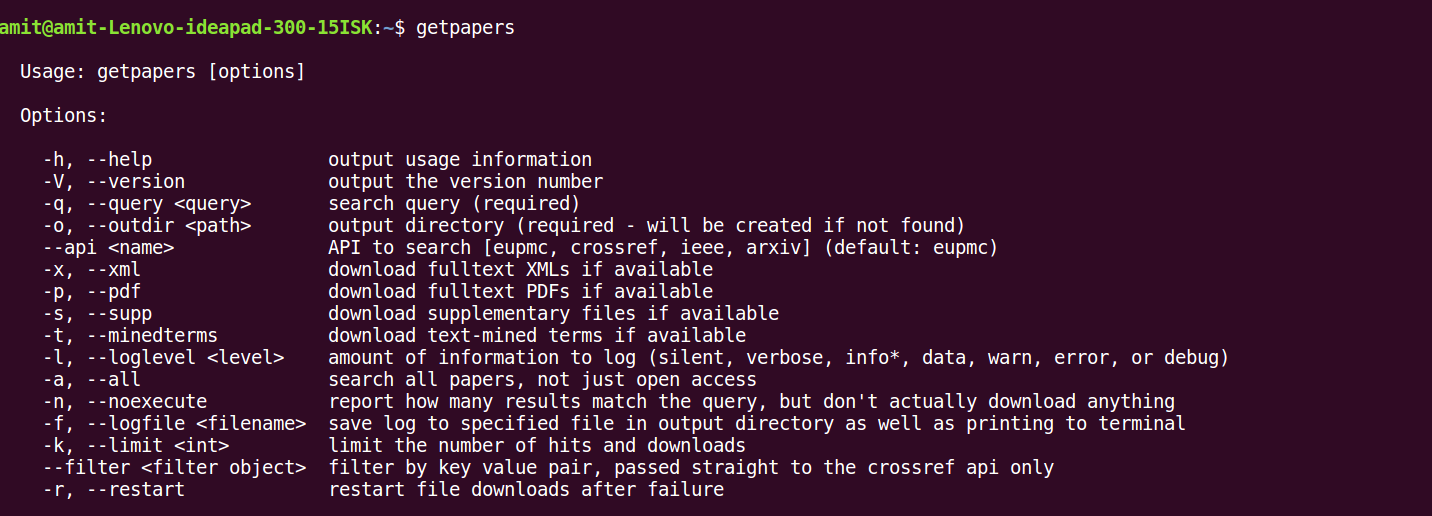 amit@amit-Lenovo-ideapad-300-15ISK:~$ getpapers
Usage: getpapers [options]
Options:
-h, --help output usage information
-V, --version output the version number
-q, --query <query> search query (required)
-o, --outdir <path> output directory (required - will be created if not found)
--api <name> API to search [eupmc, crossref, ieee, arxiv] (default: eupmc)
-x, --xml download fulltext XMLs if available
-p, --pdf download fulltext PDFs if available
-s, --supp download supplementary files if available
-t, --minedterms download text-mined terms if available
-l, --loglevel <level> amount of information to log (silent, verbose, info*, data, warn, error, or debug)
-a, --all search all papers, not just open access
-n, --noexecute report how many results match the query, but don't actually download anything
-f, --logfile <filename> save log to specified file in output directory as well as printing to terminal
-k, --limit <int> limit the number of hits and downloads
--filter <filter object> filter by key value pair, passed straight to the crossref api only
-r, --restart restart file downloads after failure